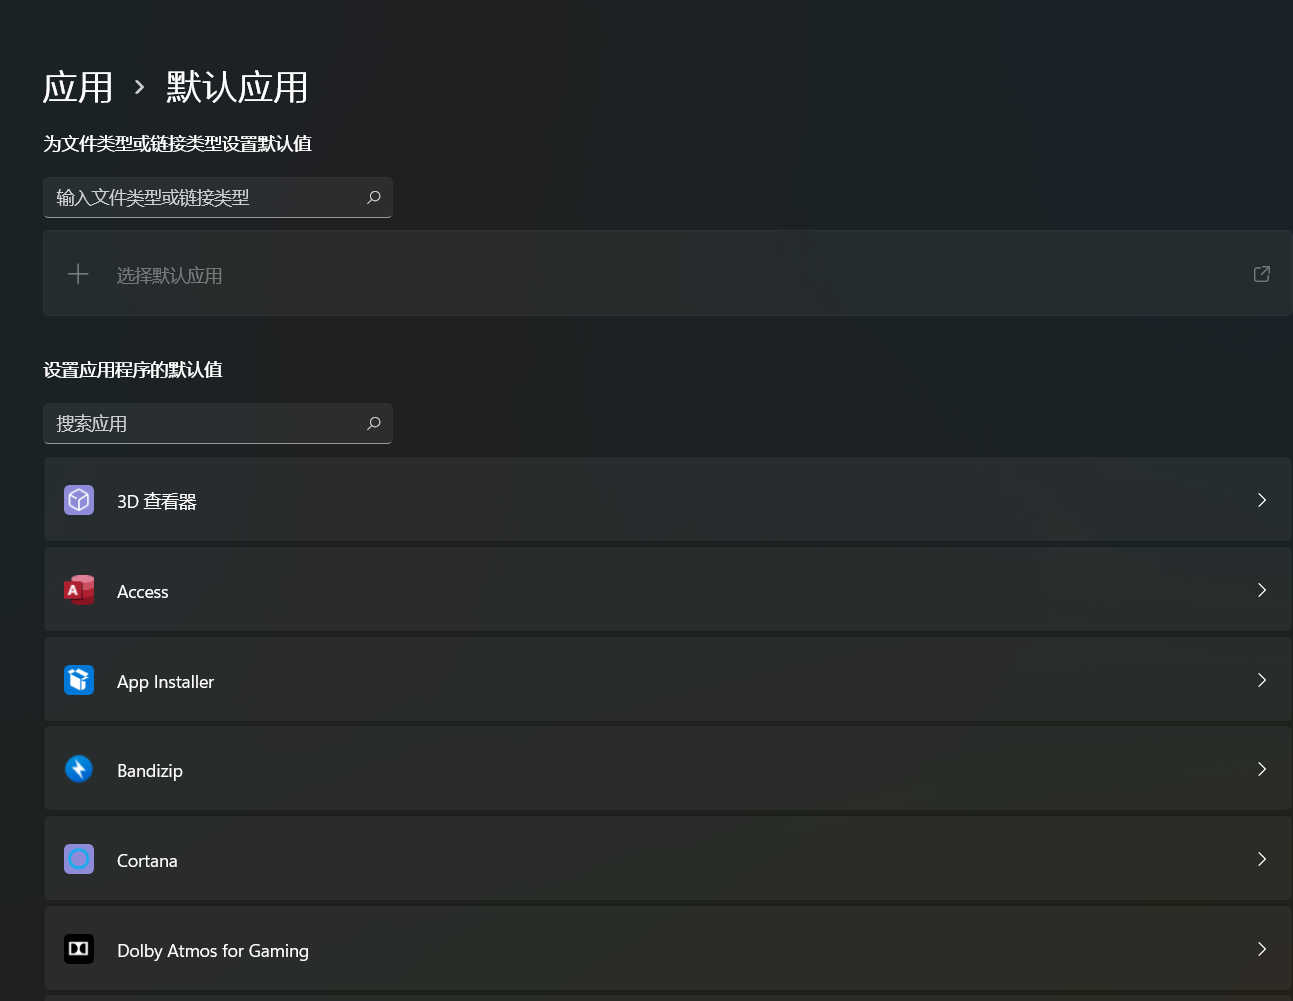 应用 › 默认应用
为文件类型或链接类型设置默认值
输入文件类型或链接类型
选择默认应用
设置应用程序的默认值
搜索应用
3D 查看器
Access
App Installer
Bandizip
Cortana
Dolby Atmos for Gaming